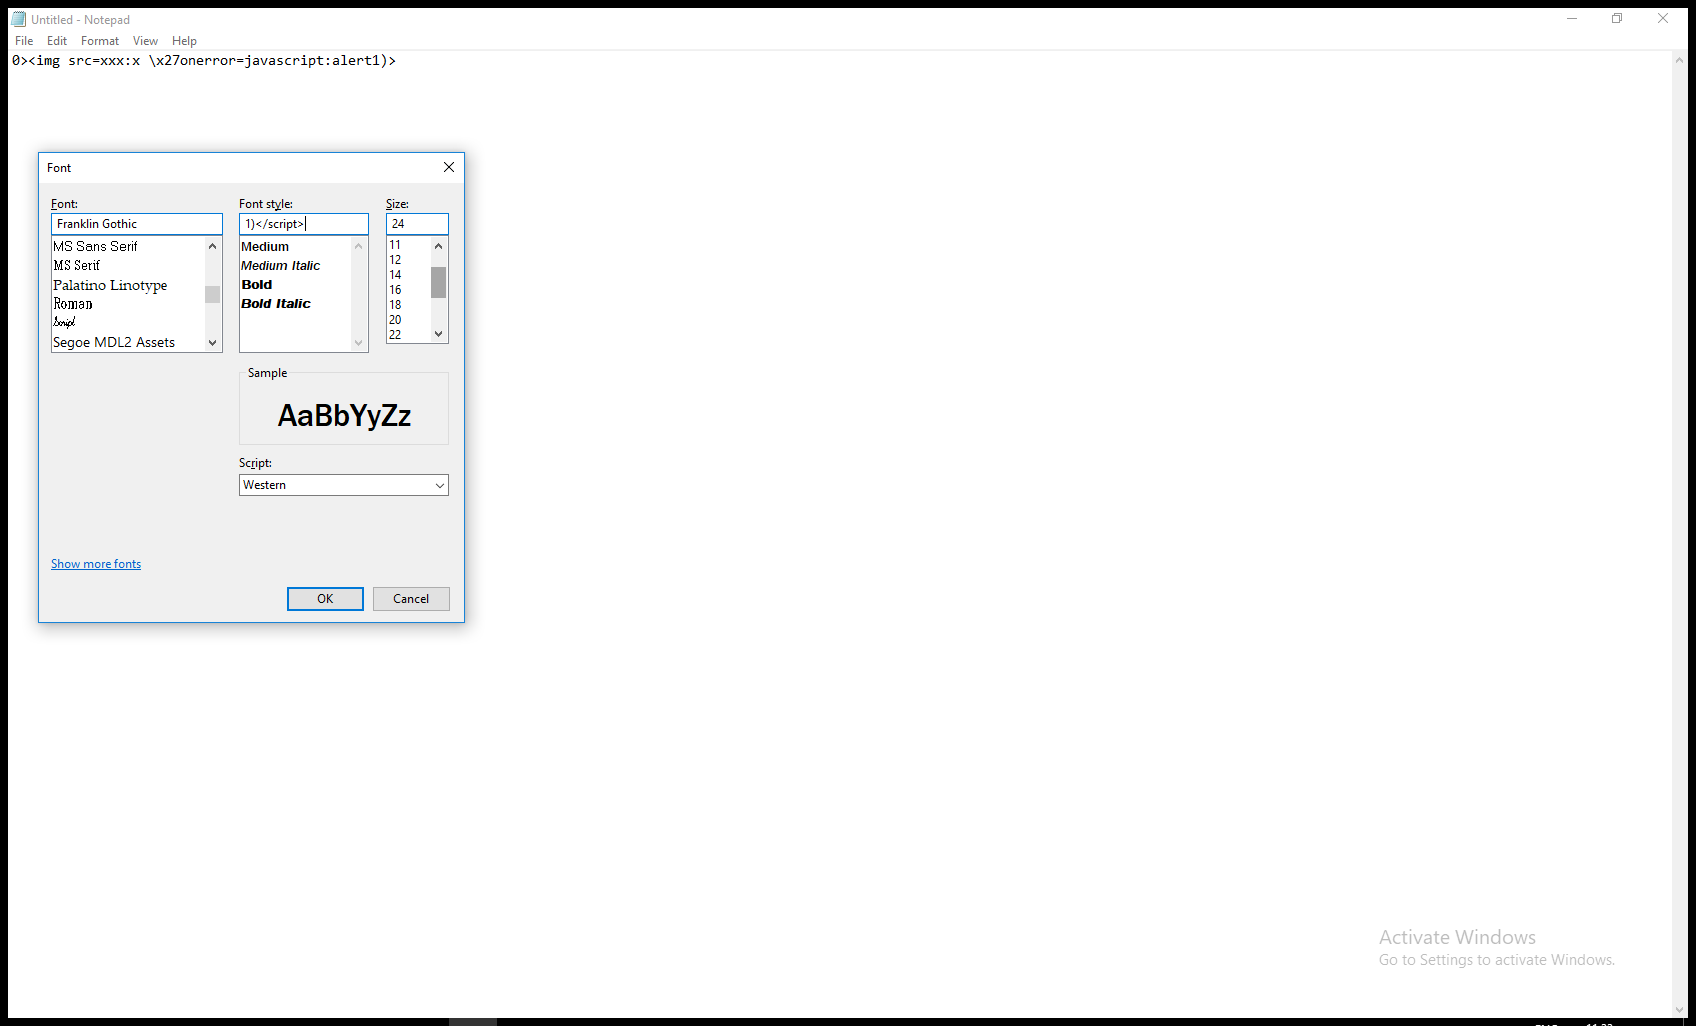 Untitled - Notepad
File Edit Format View Help
0><img src=xxx:x \x27onerror=javascript:alert1)>
Font
Font: Font style: Size:
Franklin Gothic 1)</script> 24
MS Sans Serif
MS Serif
Palatino Linotype
Roman
Script
Segoe MDL2 Assets
Medium
Medium Italic
Bold
Bold Italic
11
12
14
16
18
20
22
Sample
AaBbYyZz
Script:
Western
Show more fonts
OK Cancel
Activate Windows
Go to Settings to activate Windows.